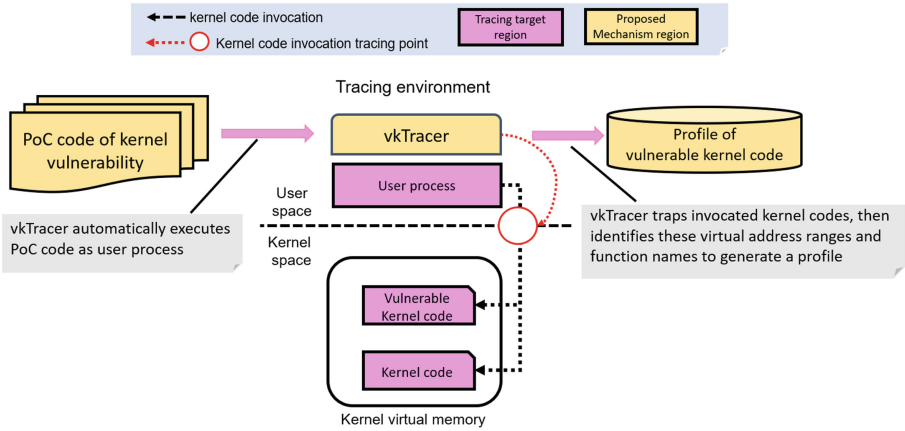 kernel code invocation
Kernel code invocation tracing point
Tracing target
region
Proposed
Mechanism region
Tracing environment
PoC code of kernel
vulnerability
vkTracer
Profile of
vulnerable kernel code
User process
User
space
Kernel
space
vkTracer automatically executes
PoC code as user process
vkTracer traps invocated kernel codes, then
identifies these virtual address ranges and
function names to generate a profile
Vulnerable
Kernel code
Kernel code
Kernel virtual memory